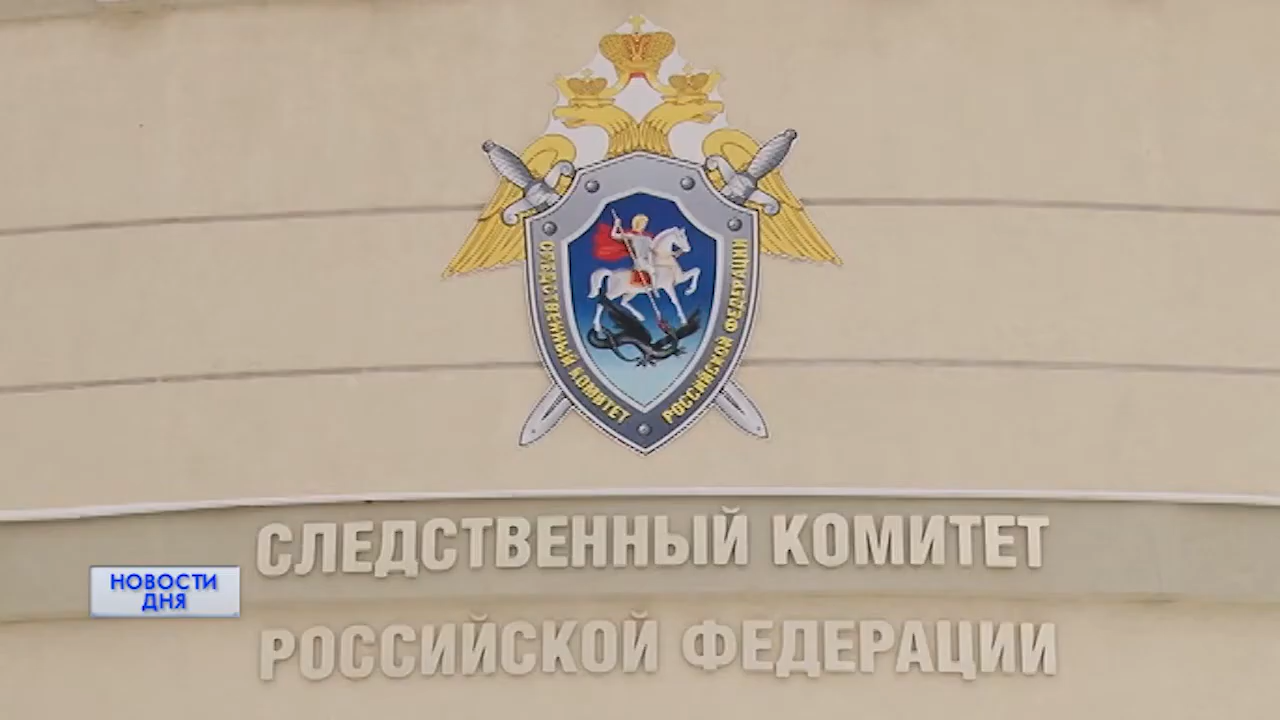 СЛЕДСТВЕННЫЙ КОМИТЕТ
РОССИЙСКОЙ ФЕДЕРАЦИИ
СЛЕДСТВЕННЫЙ КОМИТЕТ
РОССИЙСКОЙ ФЕДЕРАЦИИ
НОВОСТИ
ДНЯ